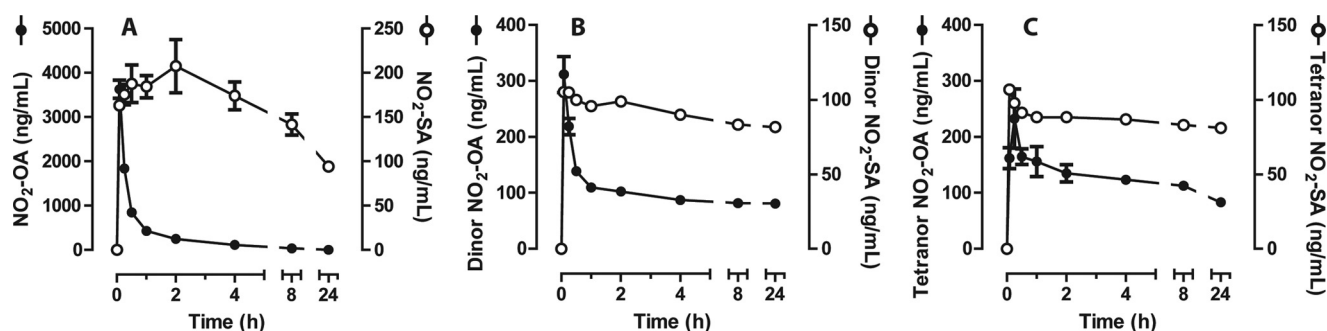 A
NO₂-OA (ng/mL)
5000
4000
3000
2000
1000
0
250
200
150
100
50
0
NO₂-SA (ng/mL)
0 2 4 8 24
Time (h)
B
Dinor NO₂-OA (ng/mL)
400
300
200
100
0
150
100
50
0
Dinor NO₂-SA (ng/mL)
0 2 4 8 24
Time (h)
C
Tetranor NO₂-OA (ng/mL)
400
300
200
100
0
150
100
50
0
Tetranor NO₂-SA (ng/mL)
0 2 4 8 24
Time (h)